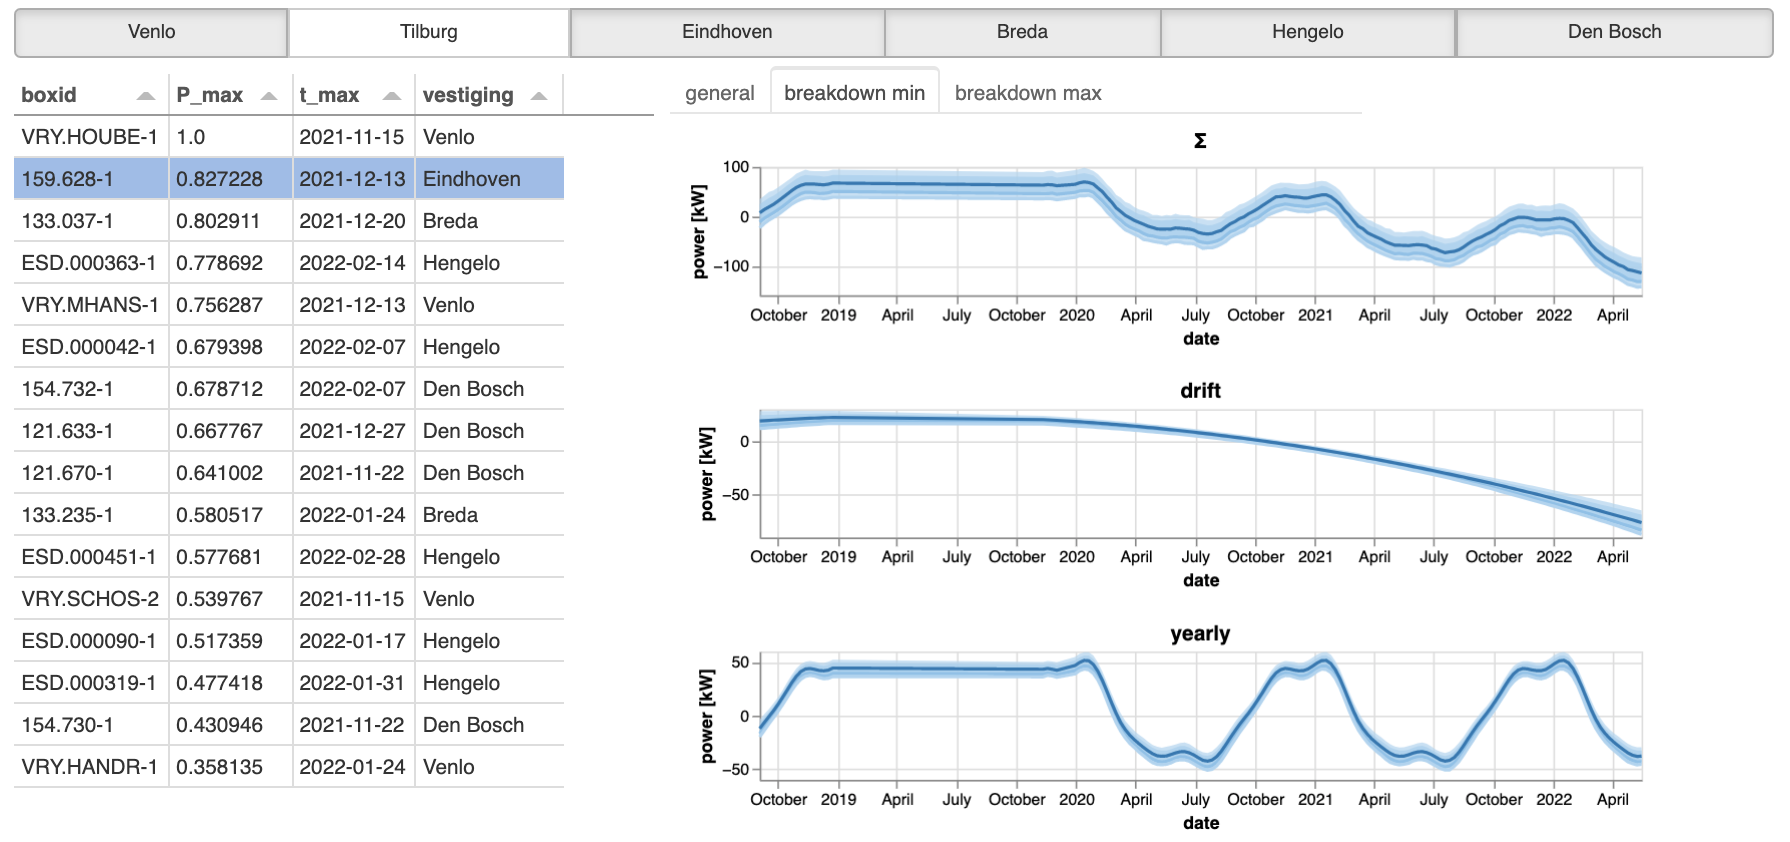 Venlo Tilburg Eindhoven Breda Hengelo Den Bosch
boxid P_max t_max vestiging
VRY.HOUBE-1 1.0 2021-11-15 Venlo
159.628-1 0.827228 2021-12-13 Eindhoven
133.037-1 0.802911 2021-12-20 Breda
ESD.000363-1 0.778692 2022-02-14 Hengelo
VRY.MHANS-1 0.756287 2021-12-13 Venlo
ESD.000042-1 0.679398 2022-02-07 Hengelo
154.732-1 0.678712 2022-02-07 Den Bosch
121.633-1 0.667767 2021-12-27 Den Bosch
121.670-1 0.641002 2021-11-22 Den Bosch
133.235-1 0.580517 2022-01-24 Breda
ESD.000451-1 0.577681 2022-02-28 Hengelo
VRY.SCHOS-2 0.539767 2021-11-15 Venlo
ESD.000090-1 0.517359 2022-01-17 Hengelo
ESD.000319-1 0.477418 2022-01-31 Hengelo
154.730-1 0.430946 2021-11-22 Den Bosch
VRY.HANDR-1 0.358135 2022-01-24 Venlo
general breakdown min breakdown max
Σ
power [kW]
100
0
−100
October 2019 April July October 2020 April July October 2021 April July October 2022 April
date
drift
power [kW]
0
−50
October 2019 April July October 2020 April July October 2021 April July October 2022 April
date
yearly
power [kW]
50
0
−50
October 2019 April July October 2020 April July October 2021 April July October 2022 April
date